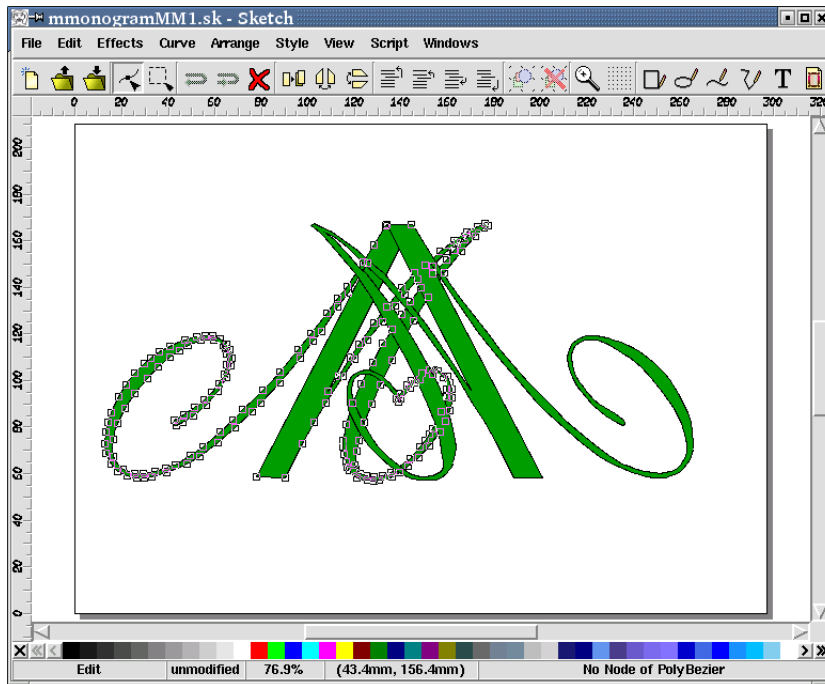 mmonogramMM1.sk - Sketch
File Edit Effects Curve Arrange Style View Script Windows
T
0 20 40 60 80 100 120 140 160 180 200 220 240 260 280 300 320
200
180
160
140
120
100
80
60
40
20
0
Edit unmodified 76.9% (43.4mm, 156.4mm) No Node of PolyBezier